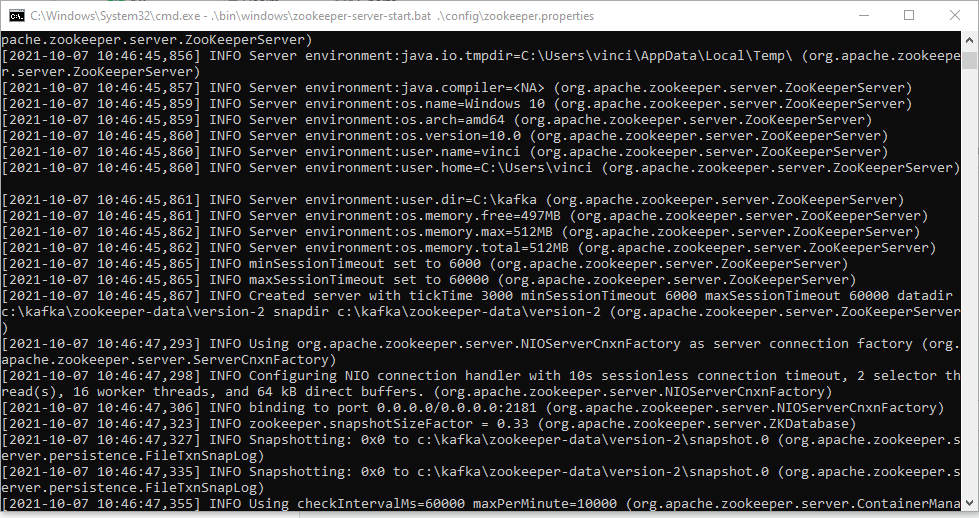 C:\Windows\System32\cmd.exe - .\bin\windows\zookeeper-server-start.bat .\config\zookeeper.properties
pache.zookeeper.server.ZooKeeperServer)
[2021-10-07 10:46:45,856] INFO Server environment:java.io.tmpdir=C:\Users\vinci\AppData\Local\Temp\ (org.apache.zookeepe
r.server.ZooKeeperServer)
[2021-10-07 10:46:45,857] INFO Server environment:java.compiler=<NA> (org.apache.zookeeper.server.ZooKeeperServer)
[2021-10-07 10:46:45,859] INFO Server environment:os.name=Windows 10 (org.apache.zookeeper.server.ZooKeeperServer)
[2021-10-07 10:46:45,859] INFO Server environment:os.arch=amd64 (org.apache.zookeeper.server.ZooKeeperServer)
[2021-10-07 10:46:45,860] INFO Server environment:os.version=10.0 (org.apache.zookeeper.server.ZooKeeperServer)
[2021-10-07 10:46:45,860] INFO Server environment:user.name=vinci (org.apache.zookeeper.server.ZooKeeperServer)
[2021-10-07 10:46:45,860] INFO Server environment:user.home=C:\Users\vinci (org.apache.zookeeper.server.ZooKeeperServer)
[2021-10-07 10:46:45,861] INFO Server environment:user.dir=C:\kafka (org.apache.zookeeper.server.ZooKeeperServer)
[2021-10-07 10:46:45,861] INFO Server environment:os.memory.free=497MB (org.apache.zookeeper.server.ZooKeeperServer)
[2021-10-07 10:46:45,862] INFO Server environment:os.memory.max=512MB (org.apache.zookeeper.server.ZooKeeperServer)
[2021-10-07 10:46:45,862] INFO Server environment:os.memory.total=512MB (org.apache.zookeeper.server.ZooKeeperServer)
[2021-10-07 10:46:45,865] INFO minSessionTimeout set to 6000 (org.apache.zookeeper.server.ZooKeeperServer)
[2021-10-07 10:46:45,865] INFO maxSessionTimeout set to 60000 (org.apache.zookeeper.server.ZooKeeperServer)
[2021-10-07 10:46:45,867] INFO Created server with tickTime 3000 minSessionTimeout 6000 maxSessionTimeout 60000 datadir
c:\kafka\zookeeper-data\version-2 snapdir c:\kafka\zookeeper-data\version-2 (org.apache.zookeeper.server.ZooKeeperServer
)
[2021-10-07 10:46:47,293] INFO Using org.apache.zookeeper.server.NIOServerCnxnFactory as server connection factory (org.
apache.zookeeper.server.ServerCnxnFactory)
[2021-10-07 10:46:47,298] INFO Configuring NIO connection handler with 10s sessionless connection timeout, 2 selector th
read(s), 16 worker threads, and 64 kB direct buffers. (org.apache.zookeeper.server.NIOServerCnxnFactory)
[2021-10-07 10:46:47,306] INFO binding to port 0.0.0.0/0.0.0.0:2181 (org.apache.zookeeper.server.NIOServerCnxnFactory)
[2021-10-07 10:46:47,323] INFO zookeeper.snapshotSizeFactor = 0.33 (org.apache.zookeeper.server.ZKDatabase)
[2021-10-07 10:46:47,327] INFO Snapshotting: 0x0 to c:\kafka\zookeeper-data\version-2\snapshot.0 (org.apache.zookeeper.s
erver.persistence.FileTxnSnapLog)
[2021-10-07 10:46:47,335] INFO Snapshotting: 0x0 to c:\kafka\zookeeper-data\version-2\snapshot.0 (org.apache.zookeeper.s
erver.persistence.FileTxnSnapLog)
[2021-10-07 10:46:47,355] INFO Using checkIntervalMs=60000 maxPerMinute=10000 (org.apache.zookeeper.server.ContainerMana